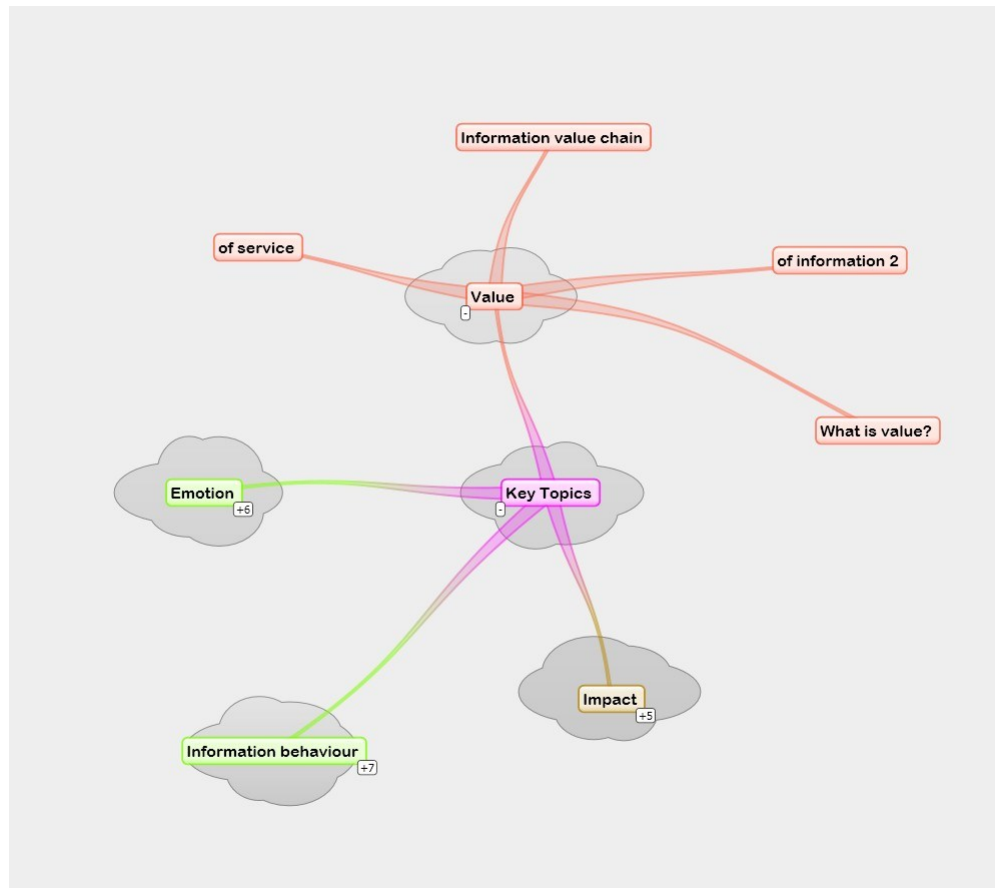 Information value chain
of service
of information 2
Value
-
What is value?
Emotion
+6
Key Topics
-
Impact
+5
Information behaviour
+7